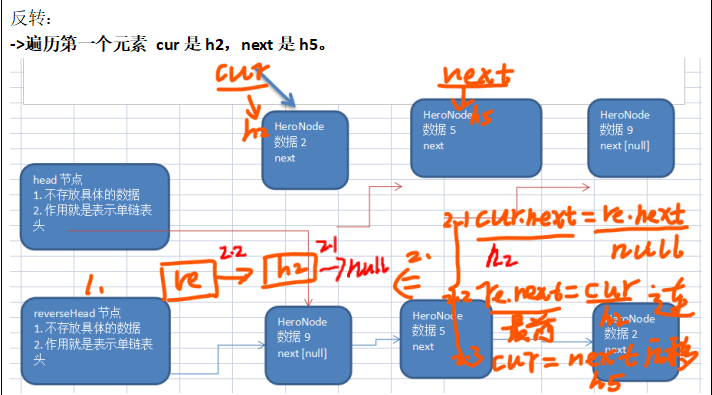 反转：
->遍历第一个元素 cur 是 h2，next 是 h5。
cur
next
h2
h5
HeroNode
数据 2
next
HeroNode
数据 5
next
HeroNode
数据 9
next [null]
head 节点
1. 不存放具体的数据
2. 作用就是表示单链表
头
2.1 cur.next = re.next
h2
null
1.
re
2.2
h2
2.1
null
2.
2.2 re.next = cur
最前
2.3 cur = next 后移
h5
reverseHead 节点
1. 不存放具体的数据
2. 作用就是表示单链表
头
HeroNode
数据 9
next [null]
HeroNode
数据 5
next
HeroNode
数据 2
next